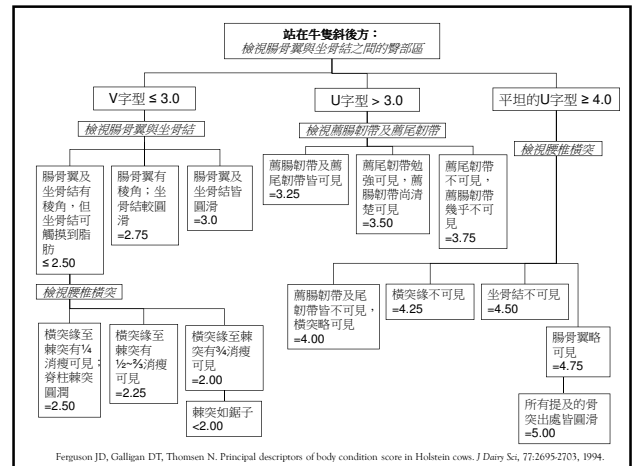 站在牛隻斜後方：
檢視腸骨翼與坐骨結之間的臀部區
V字型 ≤ 3.0
U字型 > 3.0
平坦的U字型 ≥ 4.0
檢視腸骨翼與坐骨結
檢視薦腸韌帶及薦尾韌帶
檢視腰椎橫突
腸骨翼及
坐骨結有
稜角，但
坐骨結可
觸摸到脂
肪
≤ 2.50
腸骨翼有
稜角；坐
骨結較圓
滑
=2.75
腸骨翼及
坐骨結皆
圓滑
=3.0
薦腸韌帶及薦
尾韌帶皆可見
=3.25
薦尾韌帶勉
強可見，薦
腸韌帶尚清
楚可見
=3.50
薦尾韌帶
不可見，
薦腸韌帶
幾乎不可
見
=3.75
檢視腰椎橫突
橫突緣至
棘突有¼
消瘦可見；
脊柱棘突
圓潤
=2.50
橫突緣至
棘突有
½~⅔消瘦
可見
=2.25
橫突緣至棘
突有¾消瘦
可見
=2.00
棘突如鋸子
<2.00
薦腸韌帶及尾
韌帶皆不可見，
橫突略可見
=4.00
橫突緣不可見
=4.25
坐骨結不可見
=4.50
腸骨翼略
可見
=4.75
所有提及的骨
突出處皆圓滑
=5.00
Ferguson JD, Galligan DT, Thomsen N. Principal descriptors of body condition score in Holstein cows. J Dairy Sci, 77:2695-2703, 1994.